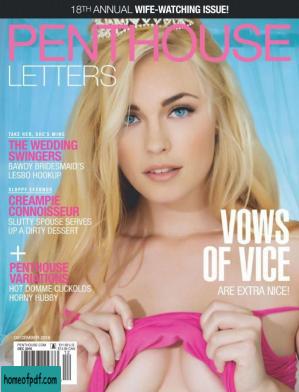 18TH ANNUAL WIFE-WATCHING ISSUE!
PENTHOUSE
LETTERS
TAKE HER, SHE'S MINE
THE WEDDING
SWINGERS
BAWDY BRIDESMAID'S
LESBO HOOKUP
SLOPPY SECONDS
CREAMPIE
CONNOISSEUR
SLUTTY SPOUSE SERVES
UP A DIRTY DESSERT
+
PENTHOUSE
VARIATIONS
HOT DOMME CUCKOLDS
HORNY HUBBY
VOWS
OF VICE
ARE EXTRA NICE!
PENTHOUSE.COM
homeofpdf.com